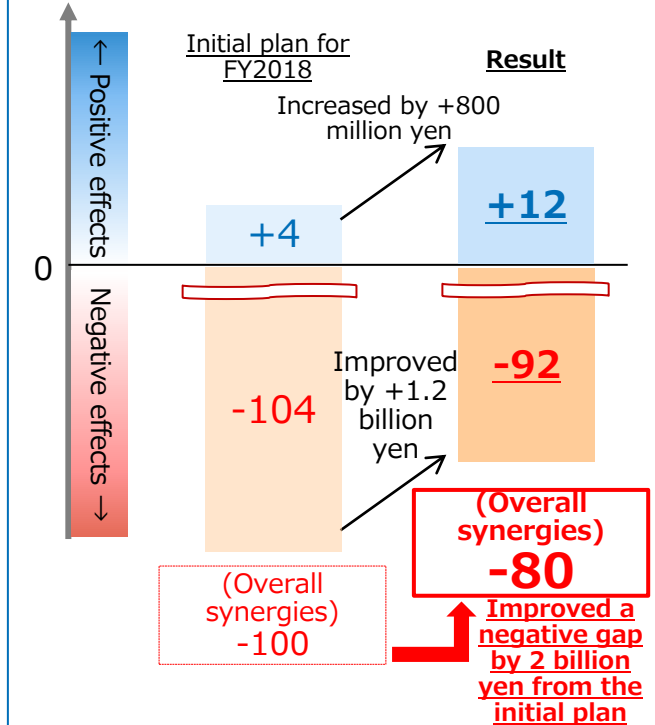 ← Positive effects
0
Negative effects →
Initial plan for
FY2018
Result
Increased by +800
million yen
+4
+12
-104
Improved
by +1.2
billion
yen
-92
(Overall
synergies)
-100
(Overall
synergies)
-80
Improved a
negative gap
by 2 billion
yen from the
initial plan